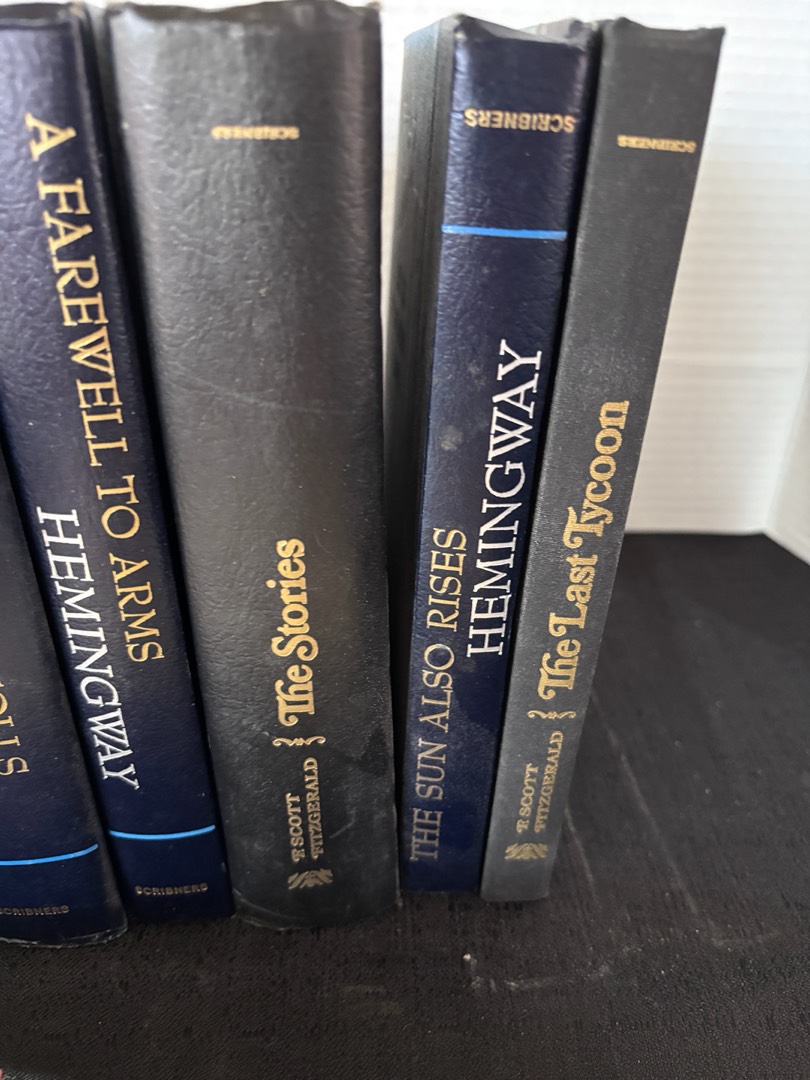 A FAREWELL TO ARMS
HEMINGWAY
SCRIBNERS
SCRIBNERS
SCRIBNERS
The Stories
F. SCOTT
FITZGERALD
SCRIBNERS
THE SUN ALSO RISES
HEMINGWAY
SCRIBNERS
The Last Tycoon
F. SCOTT
FITZGERALD